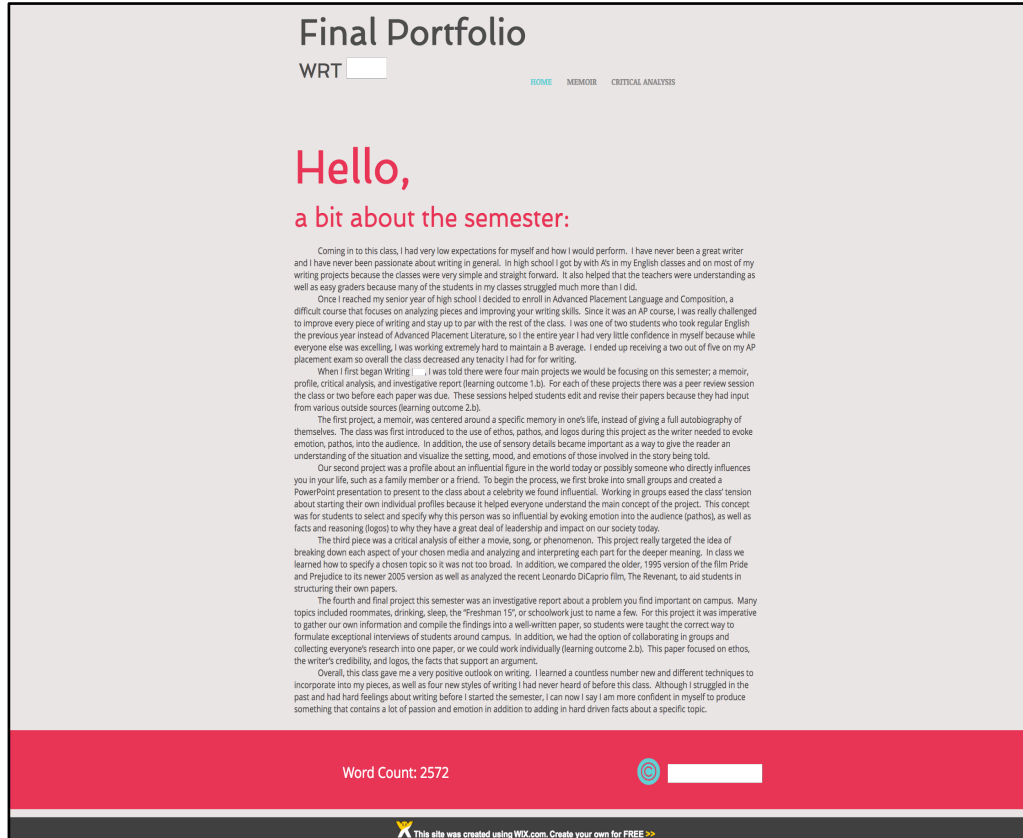 Final Portfolio
WRT
HOME MEMOIR CRITICAL ANALYSIS
Hello,
a bit about the semester:
Coming in to this class, I had very low expectations for myself and how I would perform. I have never been a great writer
and I have never been passionate about writing in general. In high school I got by with A's in my English classes and on most of my
writing projects because the classes were very simple and straight forward. It also helped that the teachers were understanding as
well as easy graders because many of the students in my classes struggled much more than I did.
Once I reached my senior year of high school I decided to enroll in Advanced Placement Language and Composition, a
difficult course that focuses on analyzing pieces and improving your writing skills. Since it was an AP course, I was really challenged
to improve every piece of writing and stay up to par with the rest of the class. I was one of two students who took regular English
the previous year instead of Advanced Placement Literature, so I the entire year I had very little confidence in myself because while
everyone else was excelling, I was working extremely hard to maintain a B average. I ended up receiving a two out of five on my AP
placement exam so overall the class decreased any tenacity I had for for writing.
When I first began Writing , I was told there were four main projects we would be focusing on this semester; a memoir,
profile, critical analysis, and investigative report (learning outcome 1.b). For each of these projects there was a peer review session
the class or two before each paper was due. These sessions helped students edit and revise their papers because they had input
from various outside sources (learning outcome 2.b).
The first project, a memoir, was centered around a specific memory in one's life, instead of giving a full autobiography of
themselves. The class was first introduced to the use of ethos, pathos, and logos during this project as the writer needed to evoke
emotion, pathos, into the audience. In addition, the use of sensory details became important as a way to give the reader an
understanding of the situation and visualize the setting, mood, and emotions of those involved in the story being told.
Our second project was a profile about an influential figure in the world today or possibly someone who directly influences
you in your life, such as a family member or a friend. To begin the process, we first broke into small groups and created a
PowerPoint presentation to present to the class about a celebrity we found influential. Working in groups eased the class' tension
about starting their own individual profiles because it helped everyone understand the main concept of the project. This concept
was for students to select and specify why this person was so influential by evoking emotion into the audience (pathos), as well as
facts and reasoning (logos) to why they have a great deal of leadership and impact on our society today.
The third piece was a critical analysis of either a movie, song, or phenomenon. This project really targeted the idea of
breaking down each aspect of your chosen media and analyzing and interpreting each part for the deeper meaning. In class we
learned how to specify a chosen topic so it was not too broad. In addition, we compared the older, 1995 version of the film Pride
and Prejudice to its newer 2005 version as well as analyzed the recent Leonardo DiCaprio film, The Revenant, to aid students in
structuring their own papers.
The fourth and final project this semester was an investigative report about a problem you find important on campus. Many
topics included roommates, drinking, sleep, the "Freshman 15", or schoolwork just to name a few. For this project it was imperative
to gather our own information and compile the findings into a well-written paper, so students were taught the correct way to
formulate exceptional interviews of students around campus. In addition, we had the option of collaborating in groups and
collecting everyone's research into one paper, or we could work individually (learning outcome 2.b). This paper focused on ethos,
the writer's credibility, and logos, the facts that support an argument.
Overall, this class gave me a very positive outlook on writing. I learned a countless number new and different techniques to
incorporate into my pieces, as well as four new styles of writing I had never heard of before this class. Although I struggled in the
past and had hard feelings about writing before I started the semester, I can now I say I am more confident in myself to produce
something that contains a lot of passion and emotion in addition to adding in hard driven facts about a specific topic.
Word Count: 2572
©
This site was created using WIX.com. Create your own for FREE >>